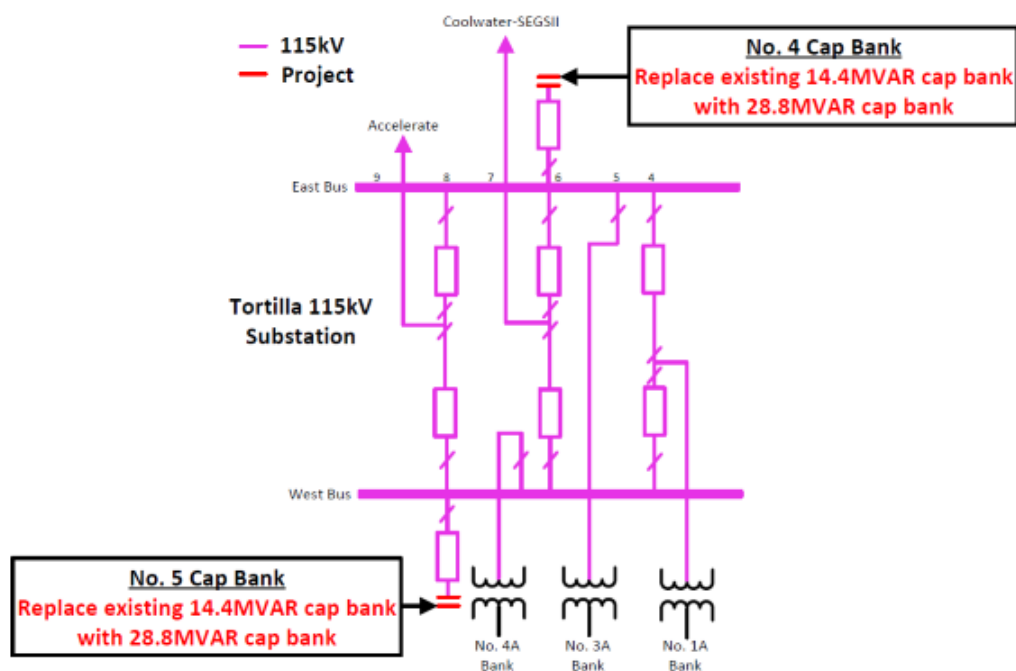 Coolwater-SEGSII
115kV
Project
No. 4 Cap Bank
Replace existing 14.4MVAR cap bank
with 28.8MVAR cap bank
Accelerate
East Bus
9 8 7 6 5 4
Tortilla 115kV
Substation
West Bus
No. 5 Cap Bank
Replace existing 14.4MVAR cap bank
with 28.8MVAR cap bank
No. 4A
Bank
No. 3A
Bank
No. 1A
Bank